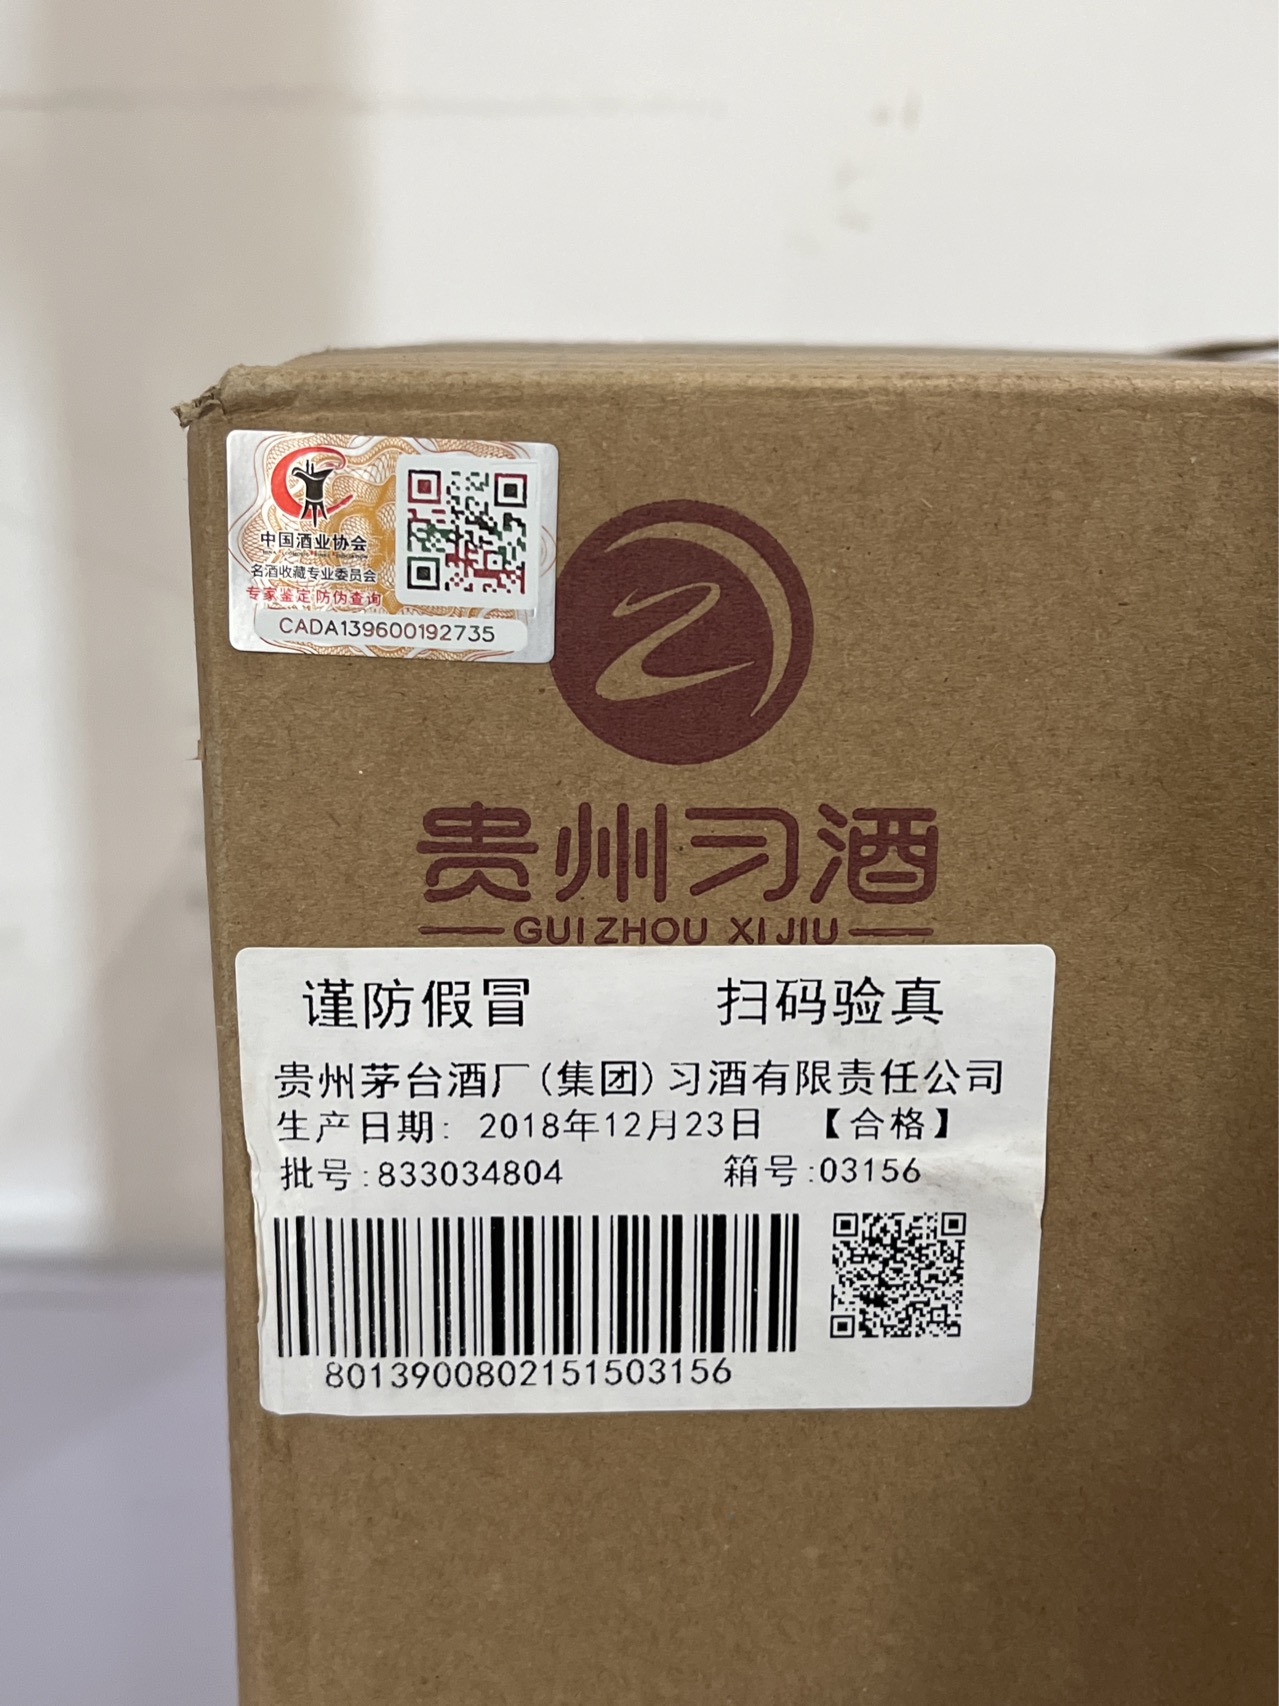 中国酒业协会
名酒收藏专业委员会
专家鉴定 防伪查询
CADA139600192735
贵州习酒
GUIZHOU XIJIU
谨防假冒 扫码验真
贵州茅台酒厂(集团)习酒有限责任公司
生产日期: 2018年12月23日 【合格】
批号:833034804 箱号:03156
8013900802151503156